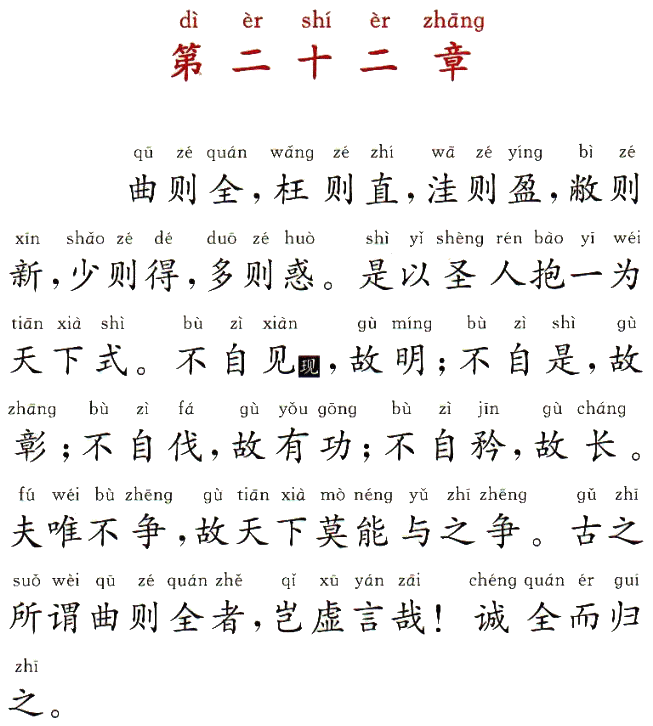 dì èr shí èr zhāng
第二十二章
qū zé quán wǎng zé zhí wā zé yíng bì zé
曲则全，枉则直，洼则盈，敝则
xīn shǎo zé dé duō zé huò shì yǐ shèng rén bào yī wéi
新，少则得，多则惑。是以圣人抱一为
tiān xià shì bù zì xiàn gù míng bù zì shì gù
天下式。不自见现，故明；不自是，故
zhāng bù zì fá gù yǒu gōng bù zì jīn gù cháng
彰；不自伐，故有功；不自矜，故长。
fú wéi bù zhēng gù tiān xià mò néng yǔ zhī zhēng gǔ zhī
夫唯不争，故天下莫能与之争。古之
suǒ wèi qū zé quán zhě qǐ xū yán zāi chéng quán ér guī
所谓曲则全者，岂虚言哉！诚全而归
zhī
之。